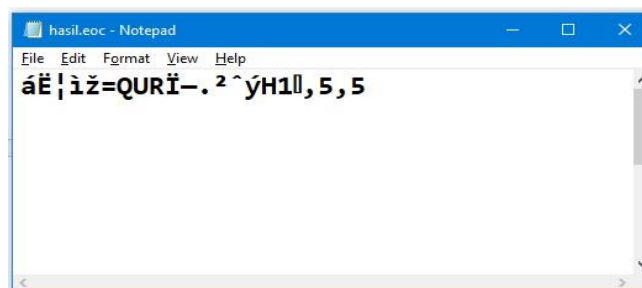 hasil.eoc - Notepad
File Edit Format View Help
áË¦ìž=QURÏ—.²ˆýH1▯,5,5